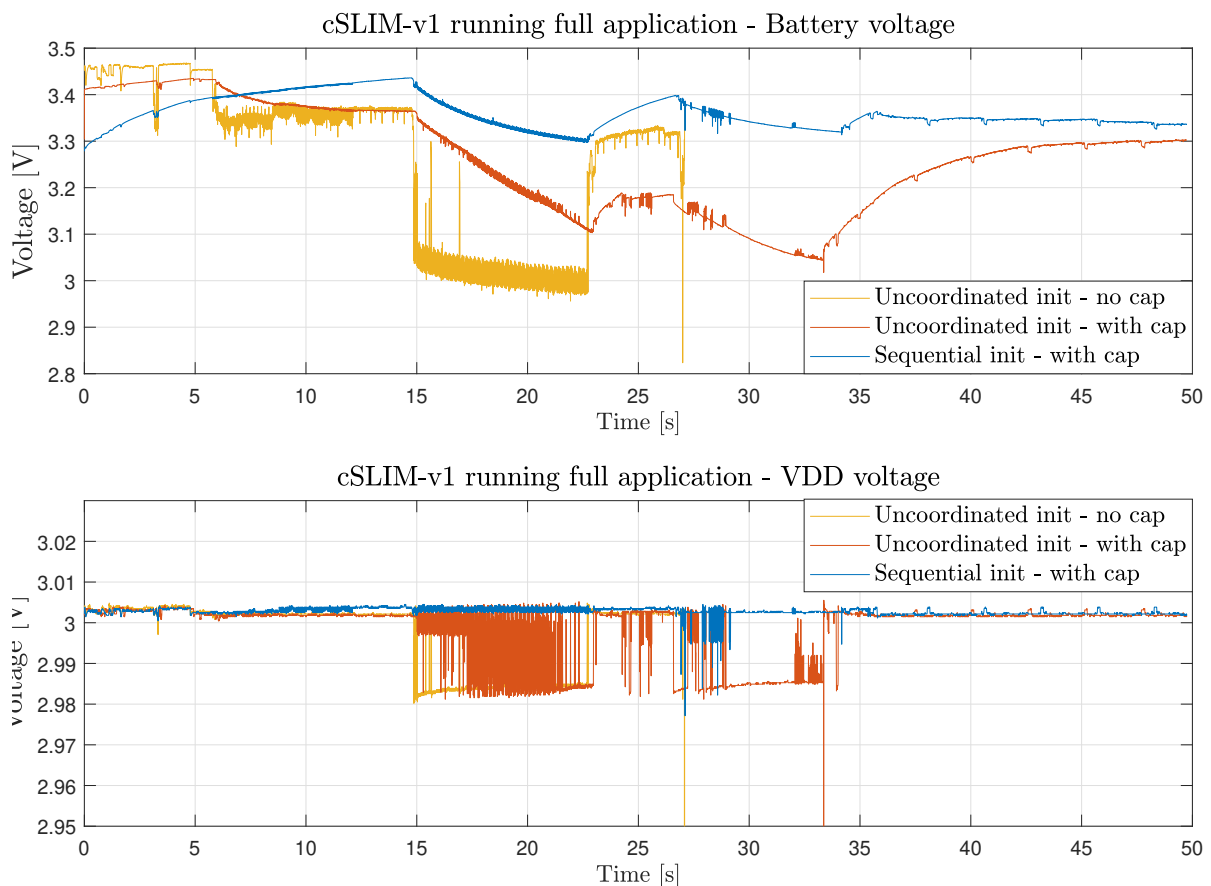 cSLIM-v1 running full application - Battery voltage
Voltage [V]
3.5
3.4
3.3
3.2
3.1
3
2.9
2.8
Uncoordinated init - no cap
Uncoordinated init - with cap
Sequential init - with cap
0 5 10 15 20 25 30 35 40 45 50
Time [s]
cSLIM-v1 running full application - VDD voltage
Voltage [V]
3.02
3.01
3
2.99
2.98
2.97
2.96
2.95
Uncoordinated init - no cap
Uncoordinated init - with cap
Sequential init - with cap
0 5 10 15 20 25 30 35 40 45 50
Time [s]